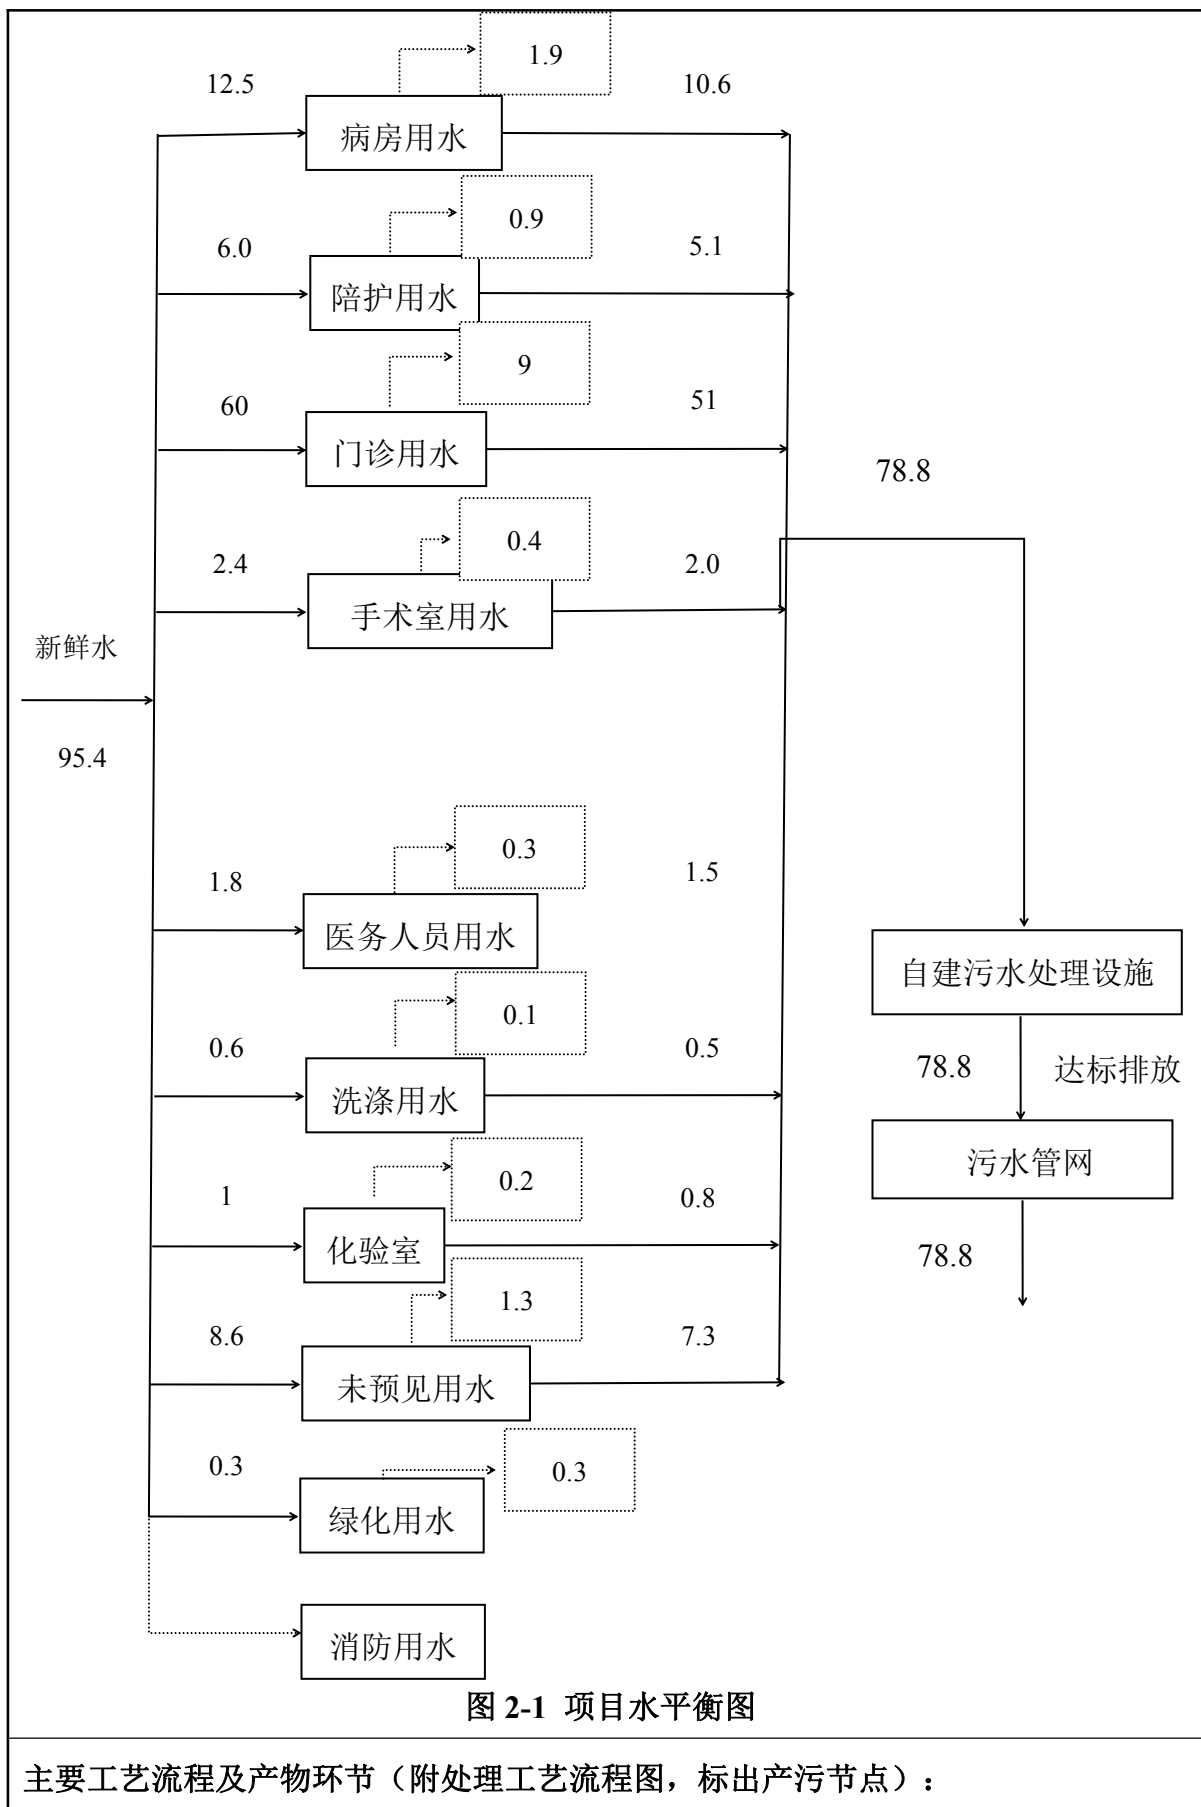 1.9
12.5
10.6
病房用水
0.9
6.0
5.1
陪护用水
9
60
51
门诊用水
78.8
0.4
2.4
2.0
手术室用水
新鲜水
95.4
0.3
1.8
1.5
医务人员用水
自建污水处理设施
0.1
0.6
0.5
78.8
达标排放
洗涤用水
污水管网
0.2
1
0.8
化验室
78.8
1.3
8.6
7.3
未预见用水
0.3
0.3
绿化用水
消防用水
图 2-1 项目水平衡图
主要工艺流程及产物环节（附处理工艺流程图，标出产污节点）：